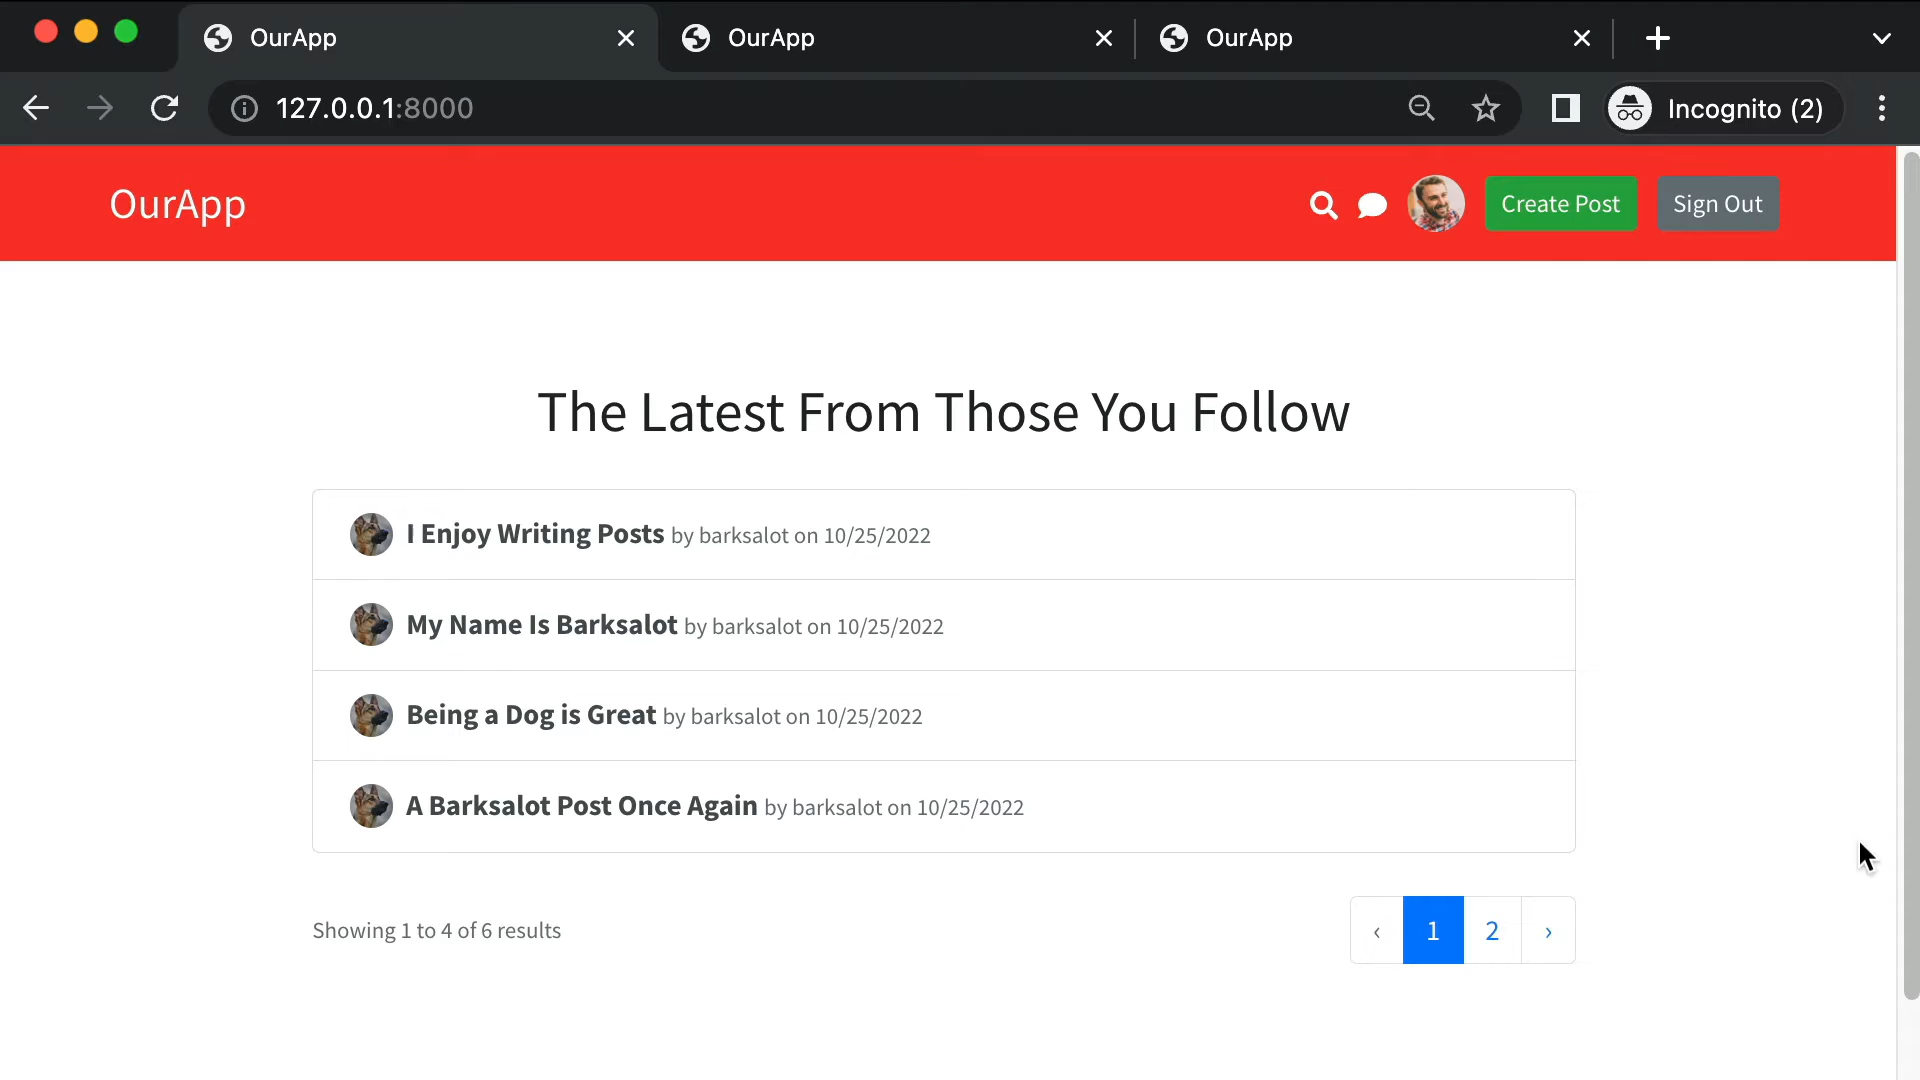 OurApp OurApp OurApp
127.0.0.1:8000 Incognito (2)
OurApp Create Post Sign Out
The Latest From Those You Follow
I Enjoy Writing Posts by barksalot on 10/25/2022
My Name Is Barksalot by barksalot on 10/25/2022
Being a Dog is Great by barksalot on 10/25/2022
A Barksalot Post Once Again by barksalot on 10/25/2022
Showing 1 to 4 of 6 results ‹ 1 2 ›